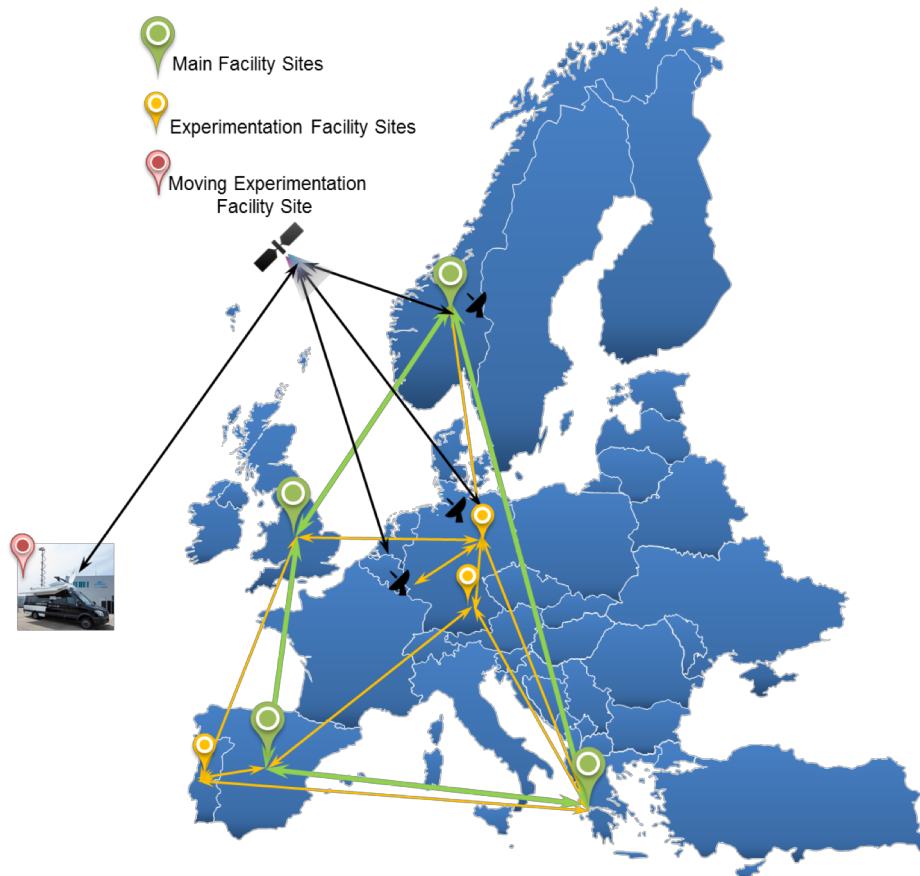 Main Facility Sites
Experimentation Facility Sites
Moving Experimentation
Facility Site